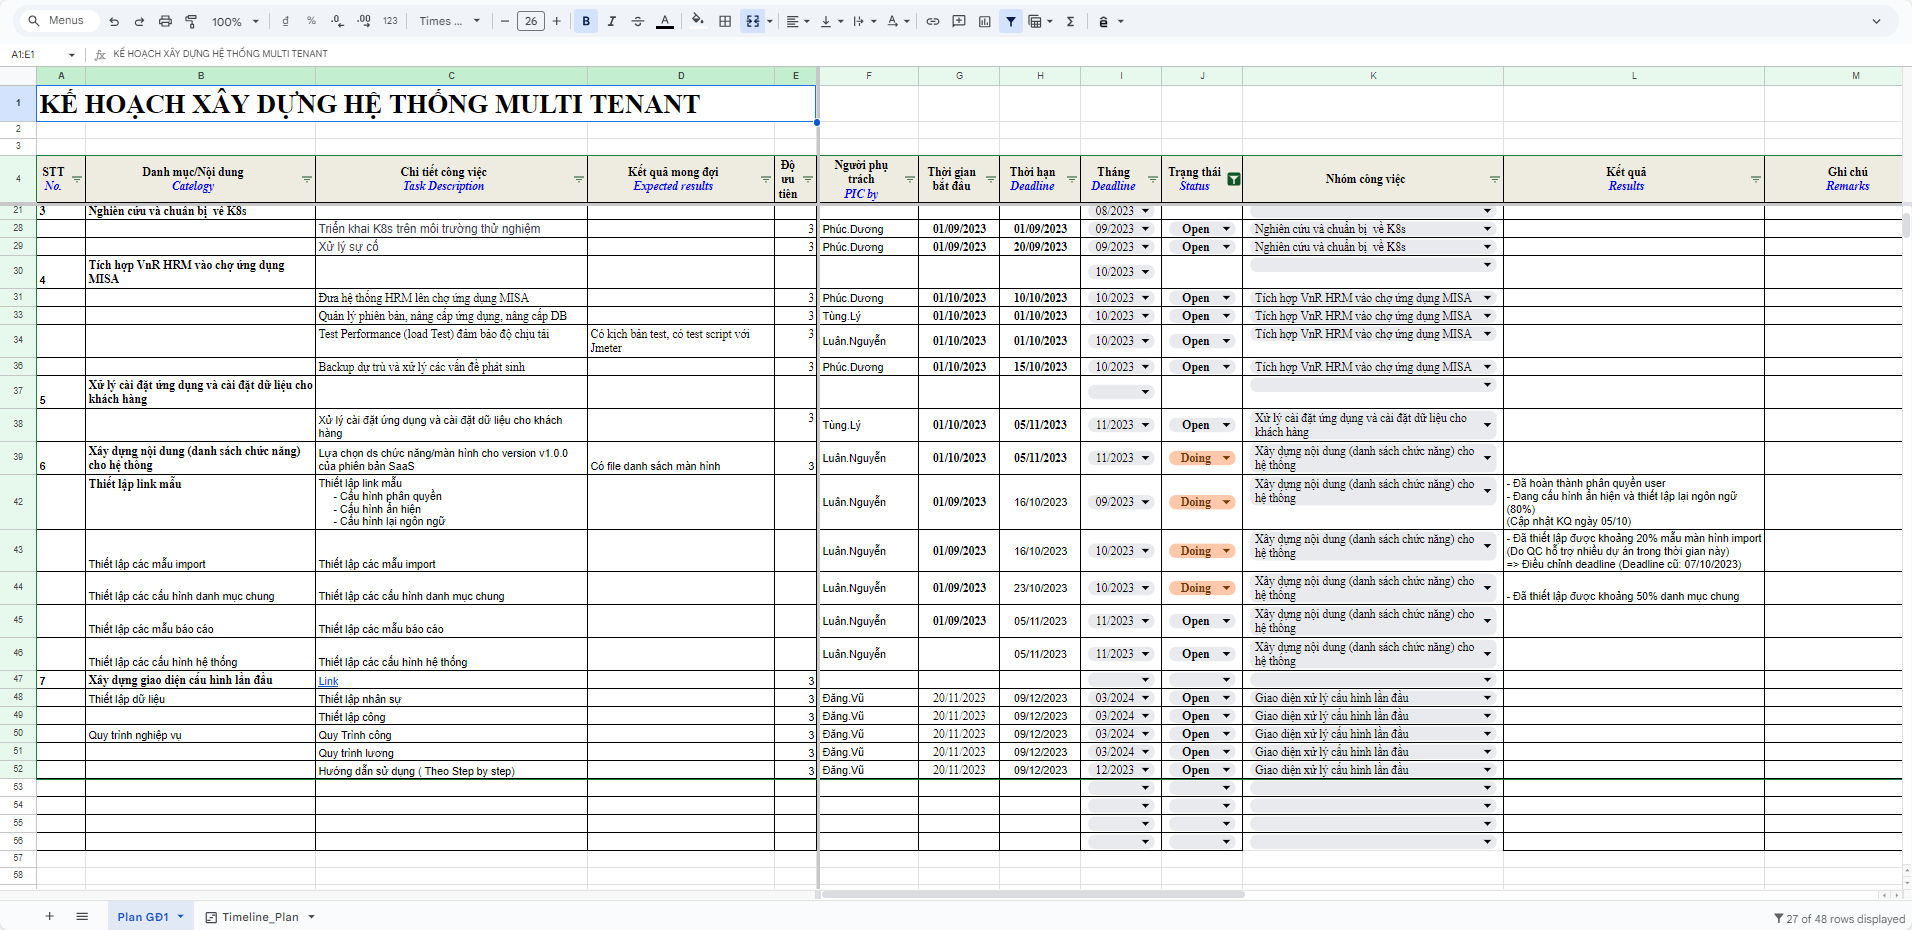 Menus 100% đ % .0 .00 123 Times ... 26 B I S A Σ
A1:E1 fx KẾ HOẠCH XÂY DỰNG HỆ THỐNG MULTI TENANT
A B C D E F G H I J K L M
1 KẾ HOẠCH XÂY DỰNG HỆ THỐNG MULTI TENANT
2
3
4 STT No. Danh mục/Nội dung Catelogy Chi tiết công việc Task Description Kết quả mong đợi Expected results Độ ưu tiên Người phụ trách PIC by Thời gian bắt đầu Thời hạn Deadline Tháng Deadline Trạng thái Status Nhóm công việc Kết quả Results Ghi chú Remarks
21 3 Nghiên cứu và chuẩn bị về K8s 08/2023
28 Triển khai K8s trên môi trường thử nghiệm 3 Phúc.Dương 01/09/2023 01/09/2023 09/2023 Open Nghiên cứu và chuẩn bị về K8s
29 Xử lý sự cố 3 Phúc.Dương 01/09/2023 20/09/2023 09/2023 Open Nghiên cứu và chuẩn bị về K8s
30 4 Tích hợp VnR HRM vào chợ ứng dụng MISA 10/2023
31 Đưa hệ thống HRM lên chợ ứng dụng MISA 3 Phúc.Dương 01/10/2023 10/10/2023 10/2023 Open Tích hợp VnR HRM vào chợ ứng dụng MISA
33 Quản lý phiên bản, nâng cấp ứng dụng, nâng cấp DB 3 Tùng.Lý 01/10/2023 01/10/2023 10/2023 Open Tích hợp VnR HRM vào chợ ứng dụng MISA
34 Test Performance (load Test) đảm bảo độ chịu tải Có kịch bản test, có test script với Jmeter 3 Luân.Nguyễn 01/10/2023 01/10/2023 10/2023 Open Tích hợp VnR HRM vào chợ ứng dụng MISA
36 Backup dự trù và xử lý các vấn đề phát sinh 3 Phúc.Dương 01/10/2023 15/10/2023 10/2023 Open Tích hợp VnR HRM vào chợ ứng dụng MISA
37 5 Xử lý cài đặt ứng dụng và cài đặt dữ liệu cho khách hàng
38 Xử lý cài đặt ứng dụng và cài đặt dữ liệu cho khách hàng 3 Tùng.Lý 01/10/2023 05/11/2023 11/2023 Open Xử lý cài đặt ứng dụng và cài đặt dữ liệu cho khách hàng
39 6 Xây dựng nội dung (danh sách chức năng) cho hệ thống Lựa chọn ds chức năng/màn hình cho version v1.0.0 của phiên bản SaaS Có file danh sách màn hình 3 Luân.Nguyễn 01/10/2023 05/11/2023 11/2023 Doing Xây dựng nội dung (danh sách chức năng) cho hệ thống
42 Thiết lập link mẫu Thiết lập link mẫu
- Cấu hình phân quyền
- Cấu hình ẩn hiện
- Cấu hình lại ngôn ngữ
Luân.Nguyễn 01/09/2023 16/10/2023 09/2023 Doing Xây dựng nội dung (danh sách chức năng) cho hệ thống
- Đã hoàn thành phân quyền user
- Đang cấu hình ẩn hiện và thiết lập lại ngôn ngữ
(80%)
(Cập nhật KQ ngày 05/10)
43 Thiết lập các mẫu import Thiết lập các mẫu import Luân.Nguyễn 01/09/2023 16/10/2023 10/2023 Doing Xây dựng nội dung (danh sách chức năng) cho hệ thống
- Đã thiết lập được khoảng 20% mẫu màn hình import
(Do QC hỗ trợ nhiều dự án trong thời gian này)
=> Điều chỉnh deadline (Deadline cũ: 07/10/2023)
44 Thiết lập các cấu hình danh mục chung Thiết lập các cấu hình danh mục chung Luân.Nguyễn 01/09/2023 23/10/2023 10/2023 Doing Xây dựng nội dung (danh sách chức năng) cho hệ thống - Đã thiết lập được khoảng 50% danh mục chung
45 Thiết lập các mẫu báo cáo Thiết lập các mẫu báo cáo Luân.Nguyễn 01/09/2023 05/11/2023 11/2023 Open Xây dựng nội dung (danh sách chức năng) cho hệ thống
46 Thiết lập các cấu hình hệ thống Thiết lập các cấu hình hệ thống Luân.Nguyễn 05/11/2023 11/2023 Open Xây dựng nội dung (danh sách chức năng) cho hệ thống
47 7 Xây dựng giao diện cấu hình lần đầu Link 3
48 Thiết lập dữ liệu Thiết lập nhân sự 3 Đăng.Vũ 20/11/2023 09/12/2023 03/2024 Open Giao diện xử lý cấu hình lần đầu
49 Thiết lập công 3 Đăng.Vũ 20/11/2023 09/12/2023 03/2024 Open Giao diện xử lý cấu hình lần đầu
50 Quy trình nghiệp vụ Quy Trình công 3 Đăng.Vũ 20/11/2023 09/12/2023 03/2024 Open Giao diện xử lý cấu hình lần đầu
51 Quy trình lương 3 Đăng.Vũ 20/11/2023 09/12/2023 03/2024 Open Giao diện xử lý cấu hình lần đầu
52 Hướng dẫn sử dụng ( Theo Step by step) 3 Đăng.Vũ 20/11/2023 09/12/2023 12/2023 Open Giao diện xử lý cấu hình lần đầu
53
54
55
56
57
58
Plan GĐ1 Timeline_Plan 27 of 48 rows displayed